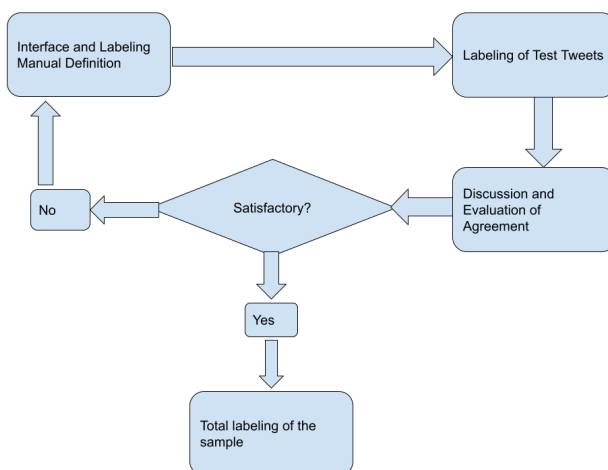 Interface and Labeling
Manual Definition
Labeling of Test Tweets
Discussion and
Evaluation of
Agreement
Satisfactory?
No
Yes
Total labeling of the
sample